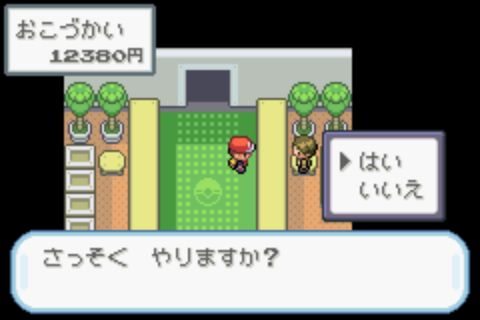 おこづかい
12380円
はい
いいえ
さっそく　やりますか？